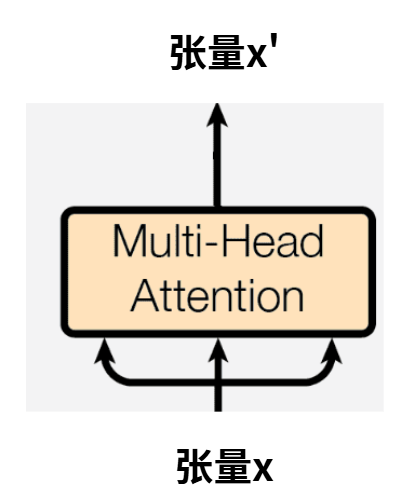 张量x'
Multi-Head
Attention
张量x